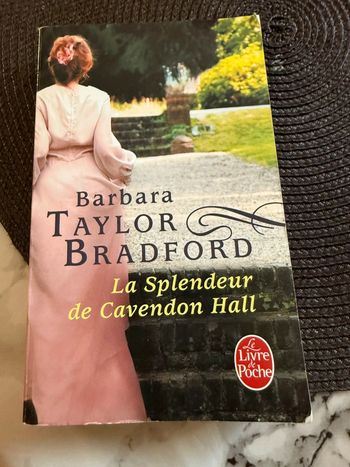 Barbara
TAYLOR
BRADFORD
La Splendeur
de Cavendon Hall
Le
Livre
de
Poche